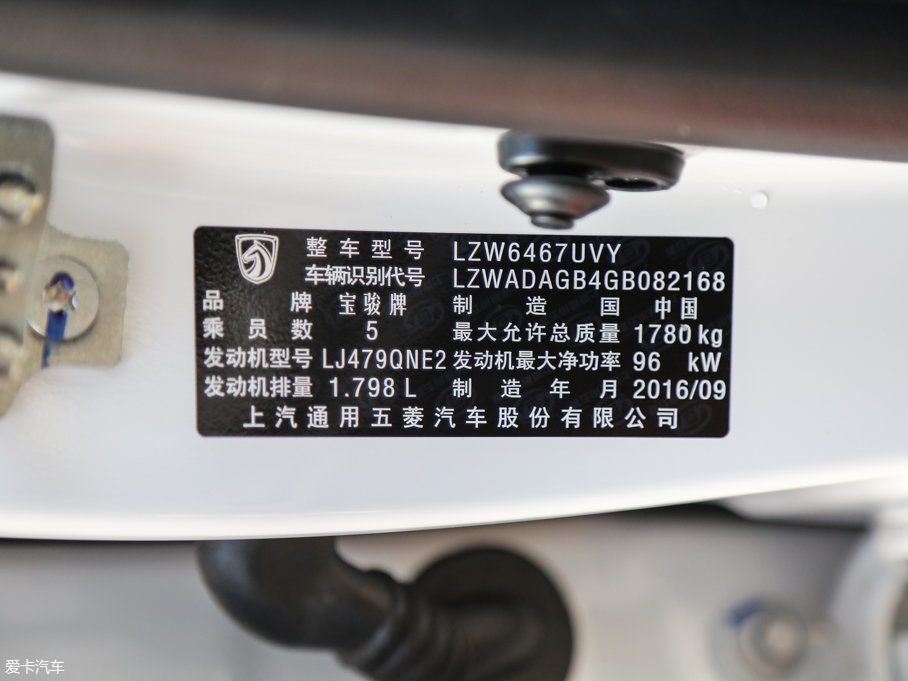 整车型号 LZW6467UVY
车辆识别代号 LZWADAGB4GB082168
品牌 宝骏牌 制造国 中国
乘员数 5 最大允许总质量 1780 kg
发动机型号 LJ479QNE2 发动机最大净功率 96 kW
发动机排量 1.798 L 制造年月 2016/09
上汽通用五菱汽车股份有限公司
爱卡汽车